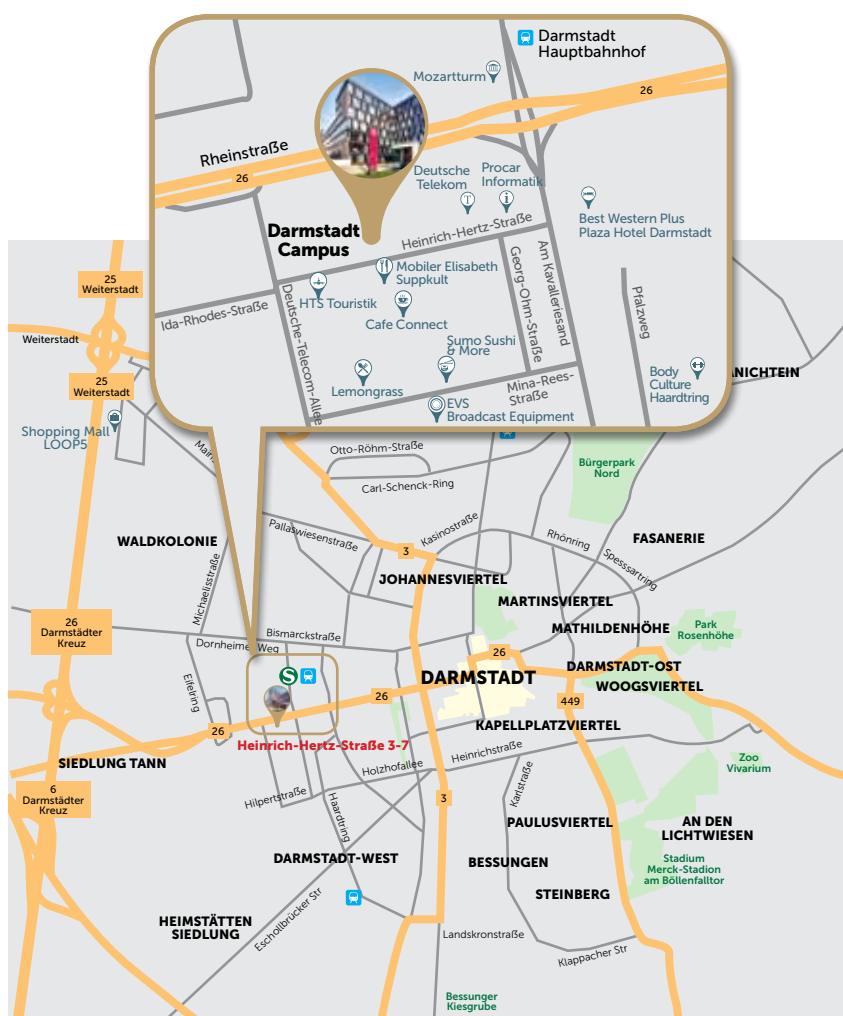 Darmstadt
Hauptbahnhof
Mozartturm
26
Rheinstraße
26
Deutsche
Telekom
Procar
Informatik
Best Western Plus
Plaza Hotel Darmstadt
Darmstadt
Campus
Heinrich-Hertz-Straße
Mobiler Elisabeth
Suppkult
HTS Touristik
Cafe Connect
Ida-Rhodes-Straße
Deutsche-Telecom-Allee
Georg-Ohm-Straße
Am Kavalleriesand
Pfalzweg
Sumo Sushi
& More
Lemongrass
Mina-Rees-
Straße
EVS
Broadcast Equipment
Body
Culture
Haardtring
25
Weiterstadt
Weiterstadt
25
Weiterstadt
Shopping Mall
LOOP5
ANICHTEIN
Otto-Röhm-Straße
Carl-Schenck-Ring
Bürgerpark
Nord
WALDKOLONIE
Pallaswiesenstraße
Kasinostraße
3
Rhönring
Spesssartring
FASANERIE
JOHANNESVIERTEL
MARTINSVIERTEL
MATHILDENHÖHE
Park
Rosenhöhe
Michaelisstraße
26
Darmstädter
Kreuz
Bismarckstraße
Dornheimer Weg
S
Eifelring
26
26
26
DARMSTADT
DARMSTADT-OST
WOOGSVIERTEL
449
KAPELLPLATZVIERTEL
Heinrich-Hertz-Straße 3-7
SIEDLUNG TANN
Holzhofallee
Heinrichstraße
Zoo
Vivarium
6
Darmstädter
Kreuz
Hilpertstraße
Haardtring
3
Karlstraße
PAULUSVIERTEL
AN DEN
LICHTWIESEN
DARMSTADT-WEST
BESSUNGEN
Stadium
Merck-Stadion
am Böllenfalltor
STEINBERG
HEIMSTÄTTEN
SIEDLUNG
Eschollbrücker Str
Landskronstraße
Klappacher Str
Bessunger
Kiesgrube